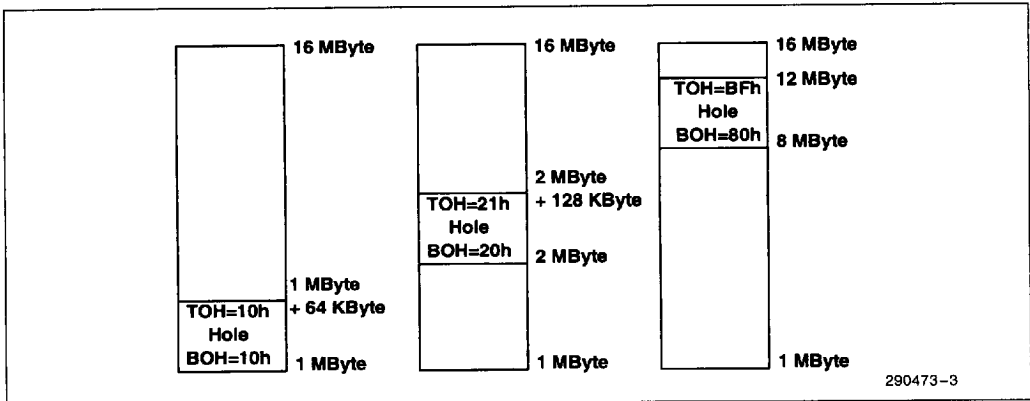 16 MByte
1 MByte
+ 64 KByte
TOH=10h
Hole
BOH=10h
1 MByte
16 MByte
2 MByte
+ 128 KByte
TOH=21h
Hole
BOH=20h
2 MByte
1 MByte
16 MByte
12 MByte
TOH=BFh
Hole
BOH=80h
8 MByte
1 MByte
290473-3